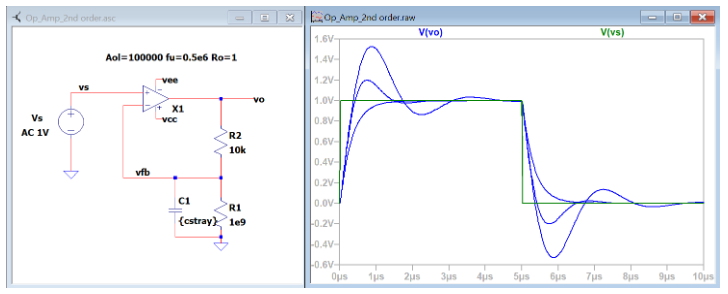 Op_Amp_2nd order.asc
Aol=100000 fu=0.5e6 Ro=1
vs
vee
vo
X1
vcc
Vs
AC 1V
R2
10k
vfb
C1
{cstray}
R1
1e9
Op_Amp_2nd order.raw
V(vo) V(vs)
1.6V
1.4V
1.2V
1.0V
0.8V
0.6V
0.4V
0.2V
0.0V
-0.2V
-0.4V
-0.6V
0µs 1µs 2µs 3µs 4µs 5µs 6µs 7µs 8µs 9µs 10µs